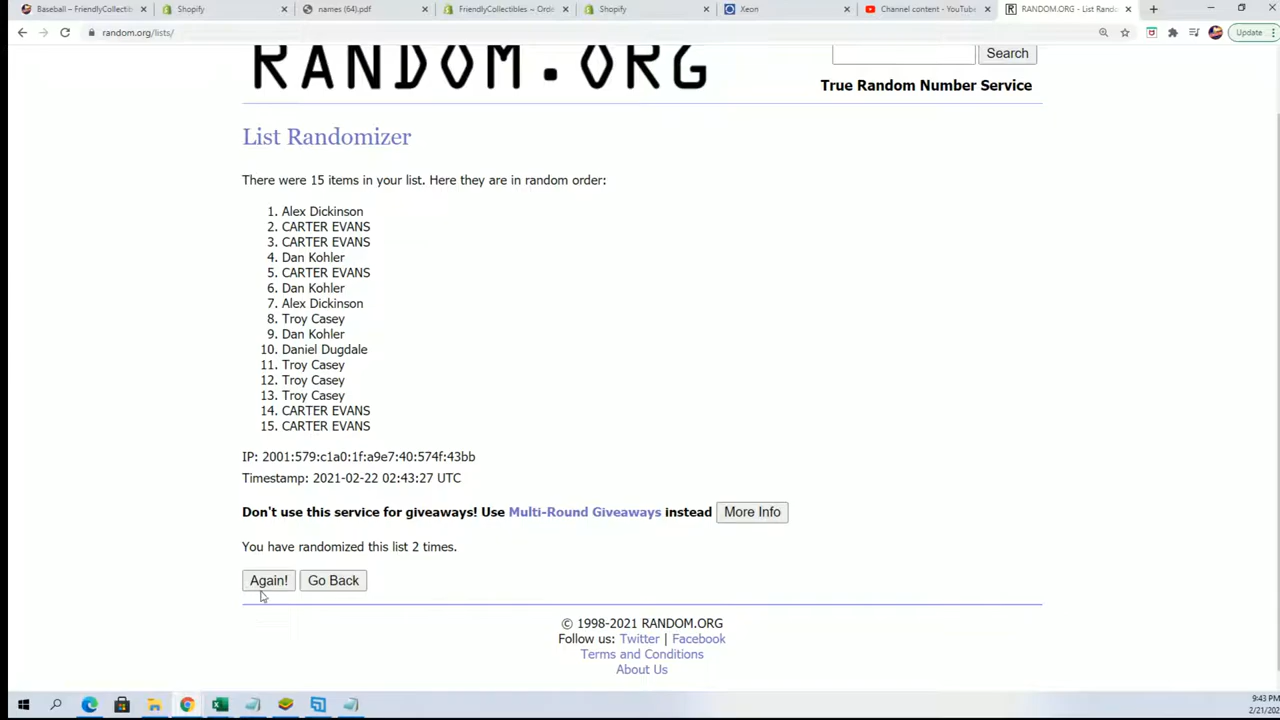 Baseball – FriendlyCollectib
Shopify
names (64).pdf
FriendlyCollectibles ~ Orde
Shopify
Xeon
Channel content - YouTube
RANDOM.ORG - List Rando
random.org/lists/
Update
RANDOM.ORG
Search
True Random Number Service
List Randomizer
There were 15 items in your list. Here they are in random order:
1. Alex Dickinson
2. CARTER EVANS
3. CARTER EVANS
4. Dan Kohler
5. CARTER EVANS
6. Dan Kohler
7. Alex Dickinson
8. Troy Casey
9. Dan Kohler
10. Daniel Dugdale
11. Troy Casey
12. Troy Casey
13. Troy Casey
14. CARTER EVANS
15. CARTER EVANS
IP: 2001:579:c1a0:1f:a9e7:40:574f:43bb
Timestamp: 2021-02-22 02:43:27 UTC
Don't use this service for giveaways! Use Multi-Round Giveaways instead More Info
You have randomized this list 2 times.
Again! Go Back
© 1998-2021 RANDOM.ORG
Follow us: Twitter | Facebook
Terms and Conditions
About Us
9:43 PM
2/21/202